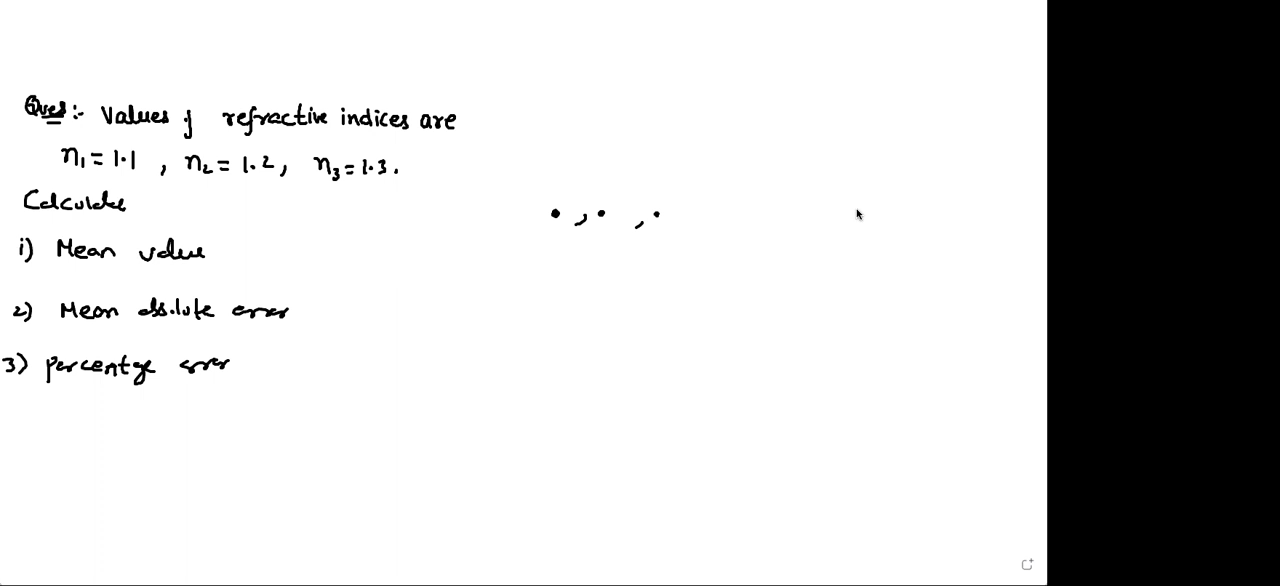 Ques:- Values of refractive indices are
n₁ = 1.1 , n₂ = 1.2, n₃ = 1.3.
Calculate
i) Mean value
. , . , .
2) Mean absolute error
3) percentge error